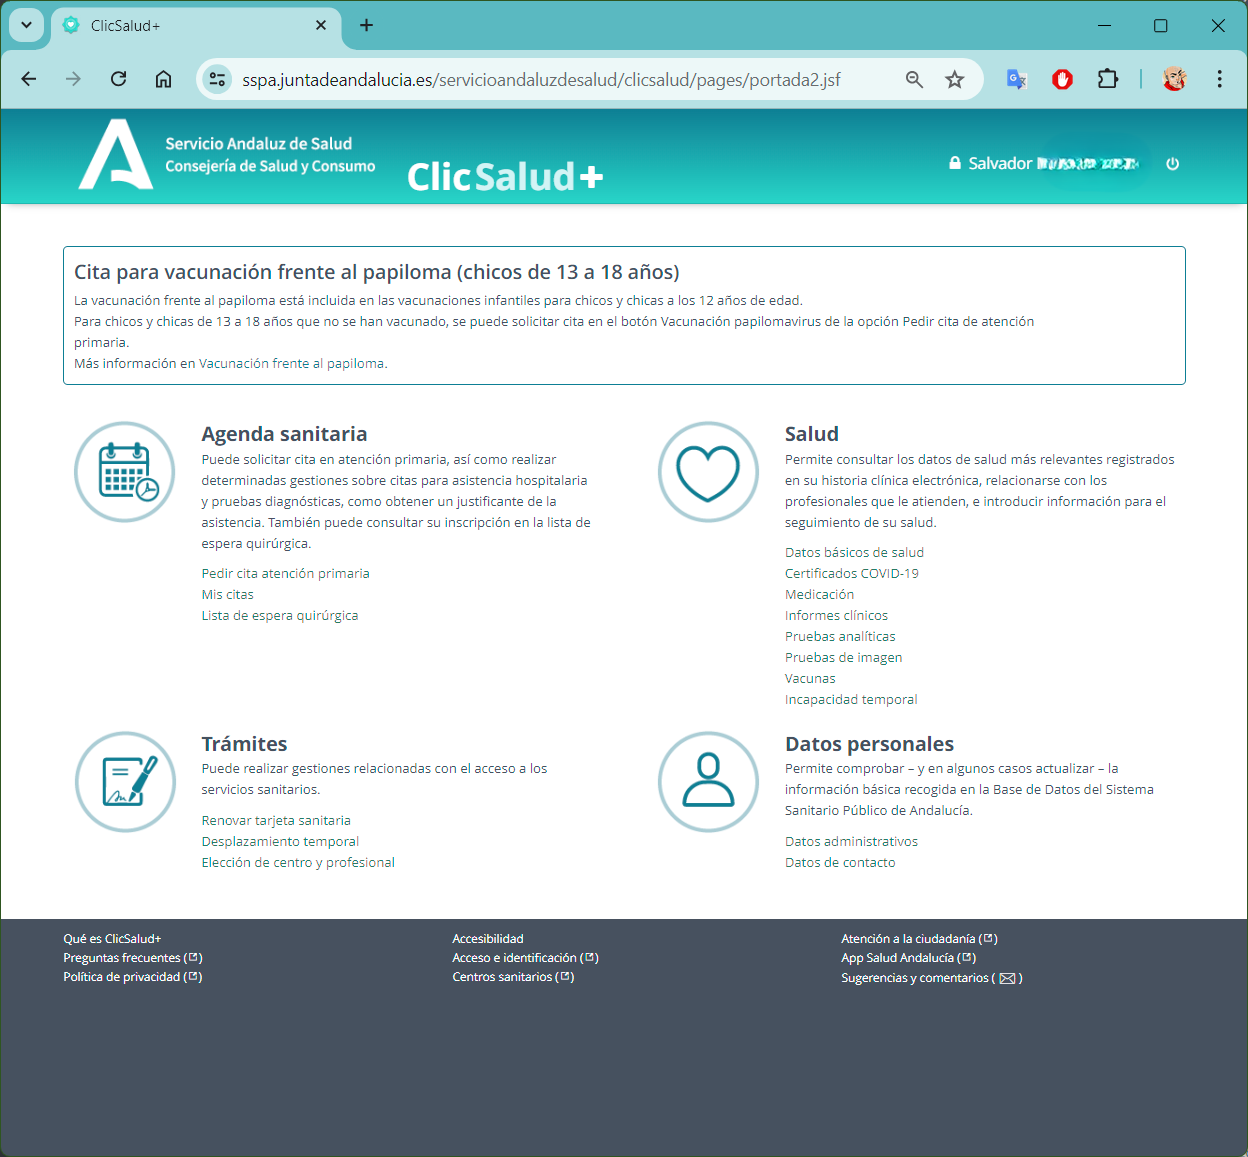 ClicSalud+
sspa.juntadeandalucia.es/servicioandaluzdesalud/clicsalud/pages/portada2.jsf
Servicio Andaluz de Salud
Consejería de Salud y Consumo
ClicSalud+
Salvador
Cita para vacunación frente al papiloma (chicos de 13 a 18 años)
La vacunación frente al papiloma está incluida en las vacunaciones infantiles para chicos y chicas a los 12 años de edad.
Para chicos y chicas de 13 a 18 años que no se han vacunado, se puede solicitar cita en el botón Vacunación papilomavirus de la opción Pedir cita de atención
primaria.
Más información en Vacunación frente al papiloma.
Agenda sanitaria
Puede solicitar cita en atención primaria, así como realizar
determinadas gestiones sobre citas para asistencia hospitalaria
y pruebas diagnósticas, como obtener un justificante de la
asistencia. También puede consultar su inscripción en la lista de
espera quirúrgica.
Pedir cita atención primaria
Mis citas
Lista de espera quirúrgica
Salud
Permite consultar los datos de salud más relevantes registrados
en su historia clínica electrónica, relacionarse con los
profesionales que le atienden, e introducir información para el
seguimiento de su salud.
Datos básicos de salud
Certificados COVID-19
Medicación
Informes clínicos
Pruebas analíticas
Pruebas de imagen
Vacunas
Incapacidad temporal
Trámites
Puede realizar gestiones relacionadas con el acceso a los
servicios sanitarios.
Renovar tarjeta sanitaria
Desplazamiento temporal
Elección de centro y profesional
Datos personales
Permite comprobar – y en algunos casos actualizar – la
información básica recogida en la Base de Datos del Sistema
Sanitario Público de Andalucía.
Datos administrativos
Datos de contacto
Qué es ClicSalud+
Preguntas frecuentes ( )
Política de privacidad ( )
Accesibilidad
Acceso e identificación ( )
Centros sanitarios ( )
Atención a la ciudadanía ( )
App Salud Andalucía ( )
Sugerencias y comentarios ( )